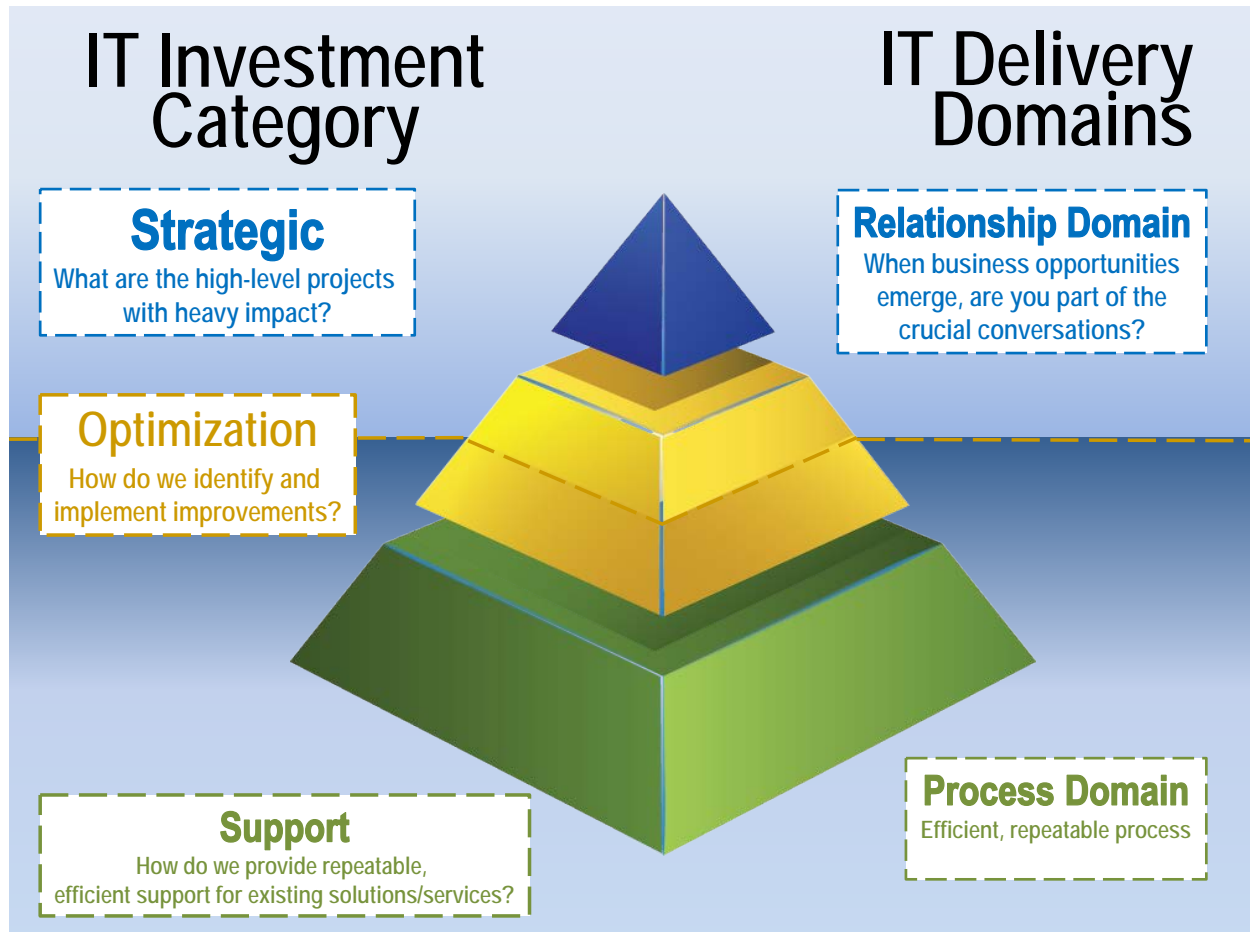 IT Investment
Category
IT Delivery
Domains
Strategic
What are the high-level projects
with heavy impact?
Relationship Domain
When business opportunities
emerge, are you part of the
crucial conversations?
Optimization
How do we identify and
implement improvements?
Support
How do we provide repeatable,
efficient support for existing solutions/services?
Process Domain
Efficient, repeatable process